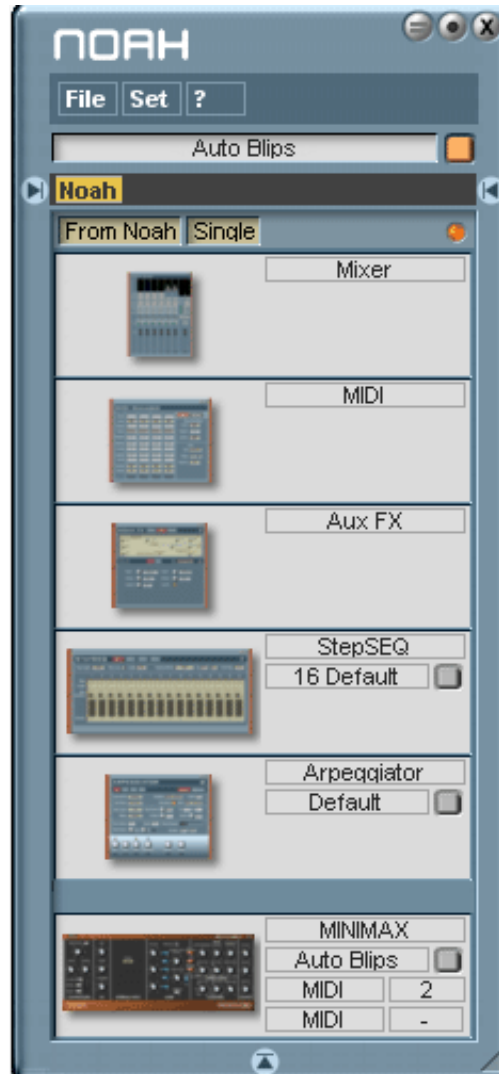 NOAH
File Set ?
Auto Blips
Noah
From Noah Single
Mixer
MIDI
Aux FX
StepSEQ
16 Default
Arpeggiator
Default
MINIMAX
Auto Blips
MIDI 2
MIDI -